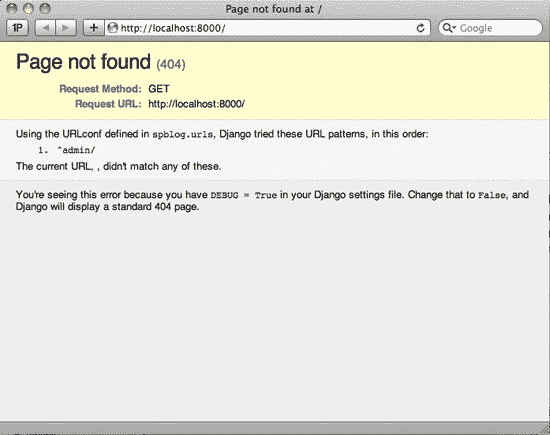 Page not found at /
1P
http://localhost:8000/
Google
Page not found (404)
Request Method: GET
Request URL: http://localhost:8000/
Using the URLconf defined in spblog.urls, Django tried these URL patterns, in this order:
1. ^admin/
The current URL, , didn't match any of these.
You're seeing this error because you have DEBUG = True in your Django settings file. Change that to False, and
Django will display a standard 404 page.